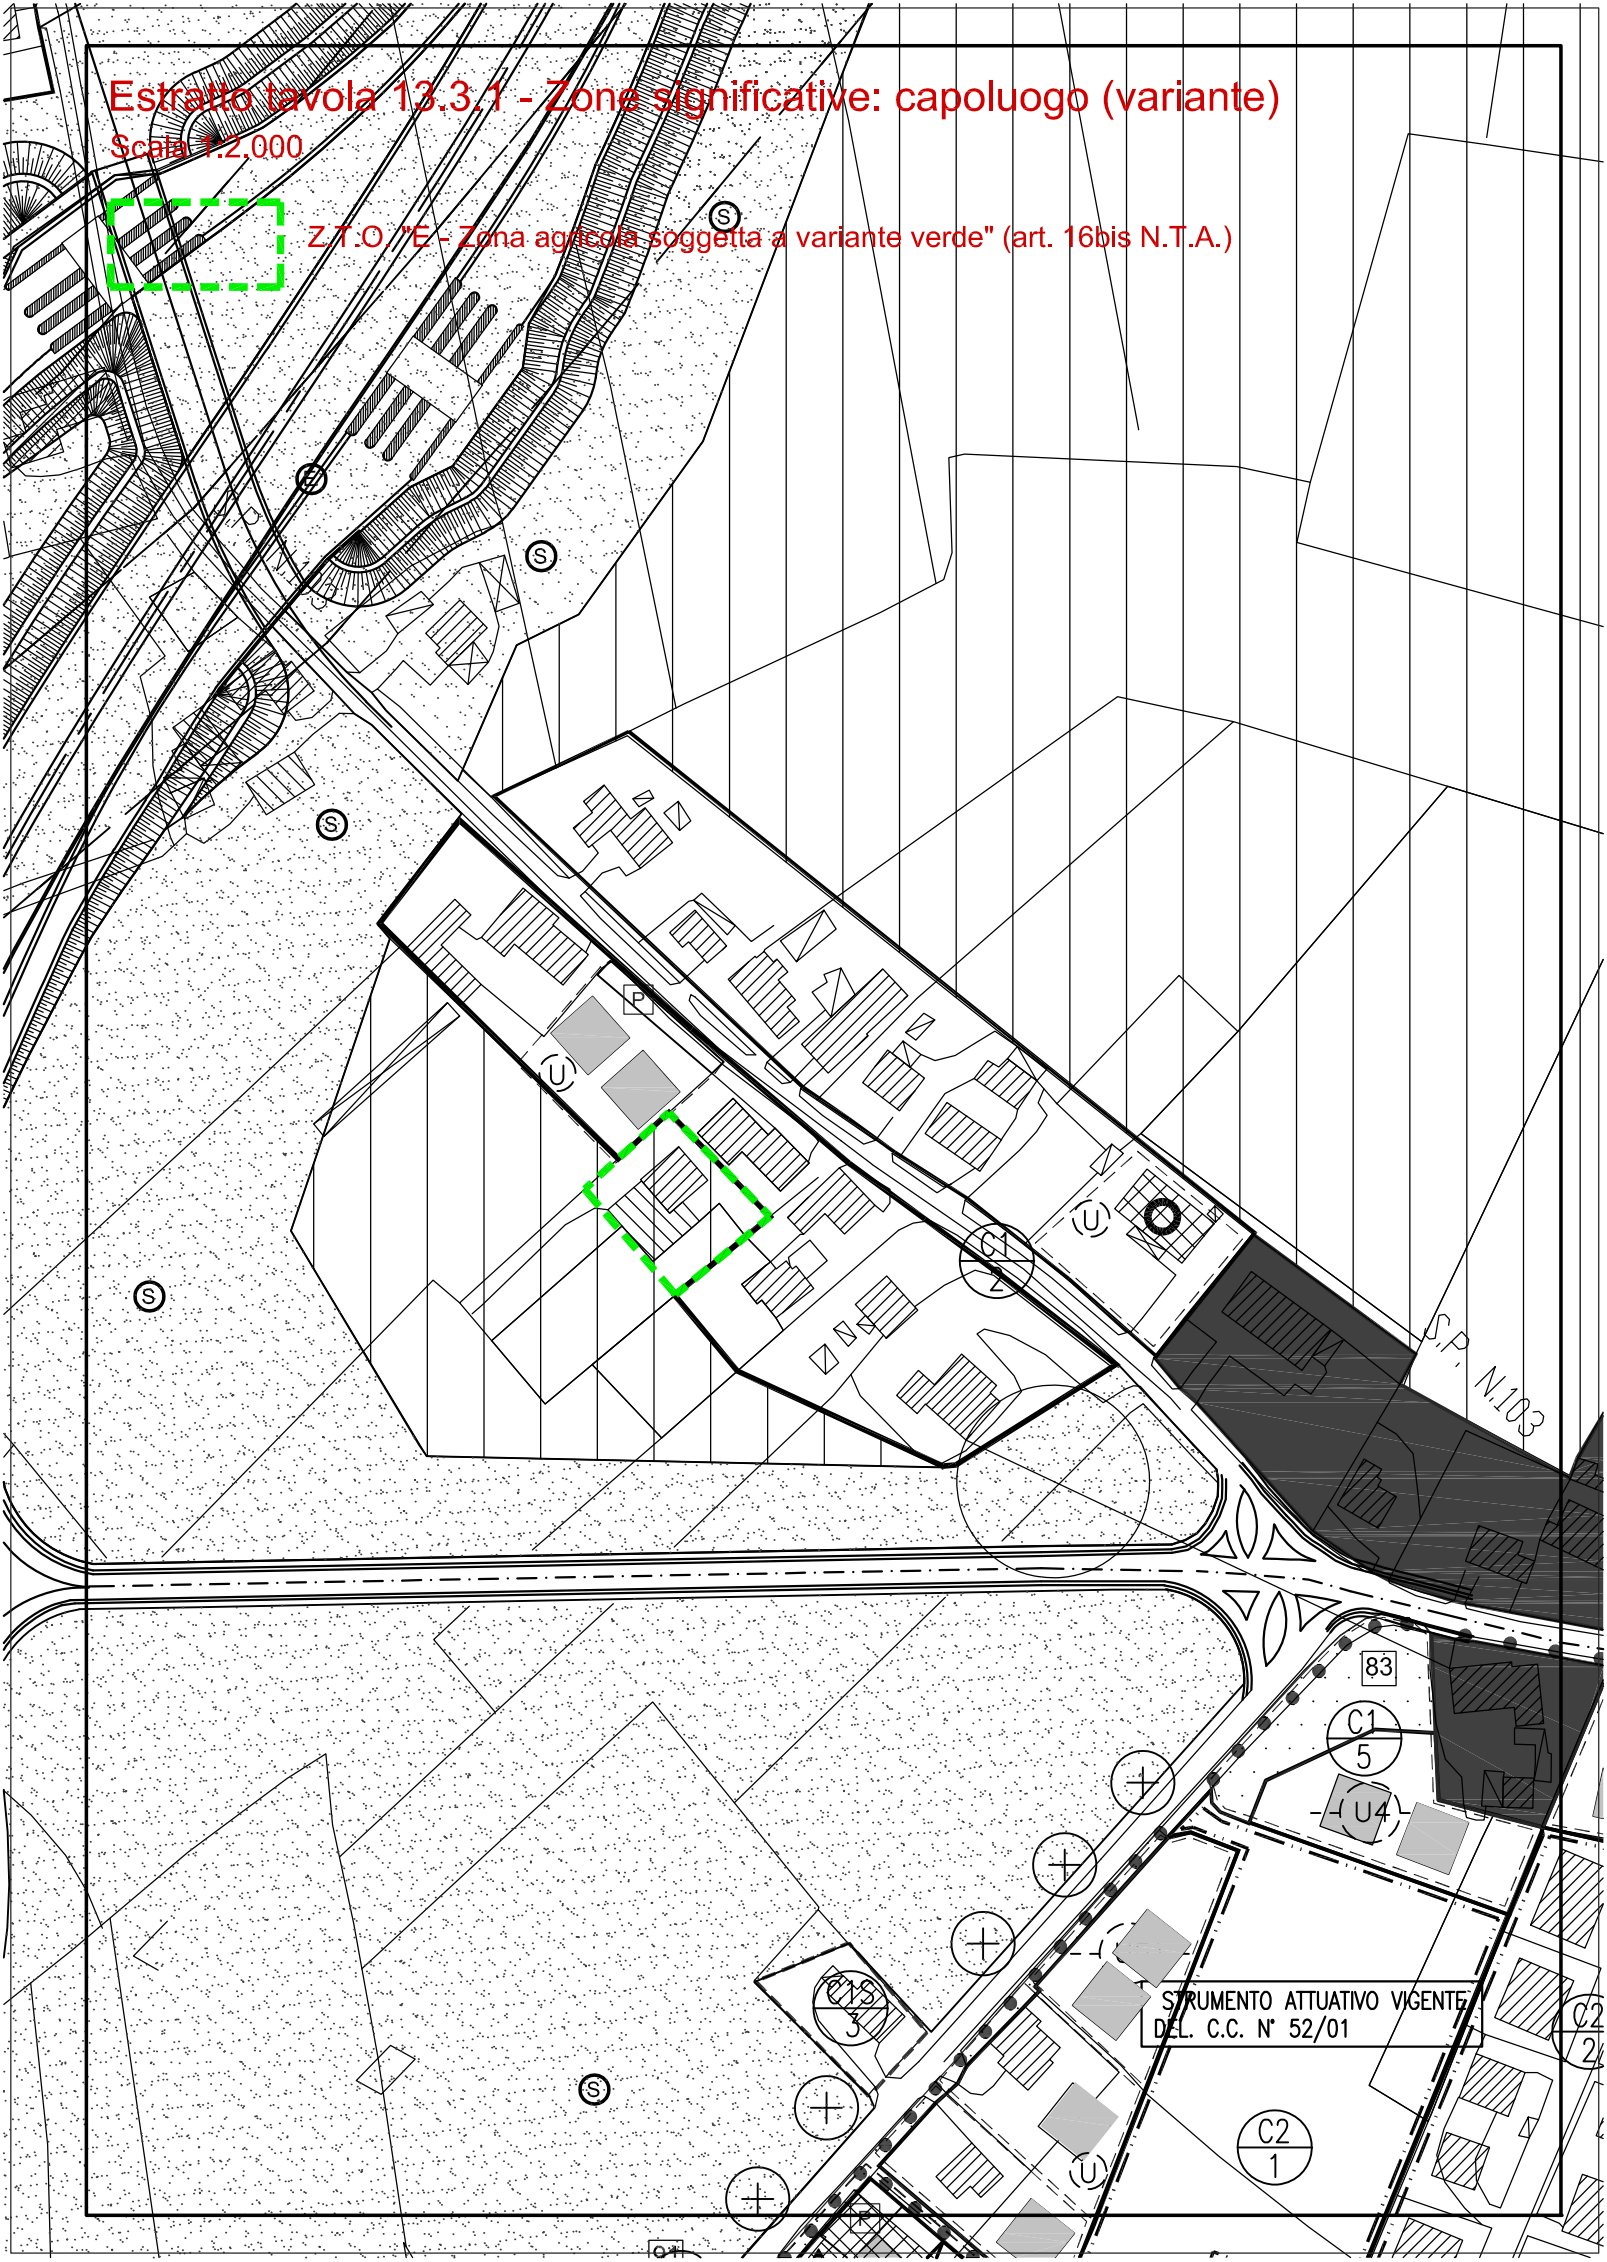 Estratto tavola 13.3.1 - Zone significative: capoluogo (variante)
Scala 1:2.000
S
Z.T.O. "E - Zona agricola soggetta a variante verde" (art. 16bis N.T.A.)
E
S
S
P
U
U
C1
2
S
S.P. N.103
83
C1
5
U4
C1S
3
STRUMENTO ATTUATIVO VIGENTE
DEL. C.C. N° 52/01
C2
2
S
C2
1
U
P
91